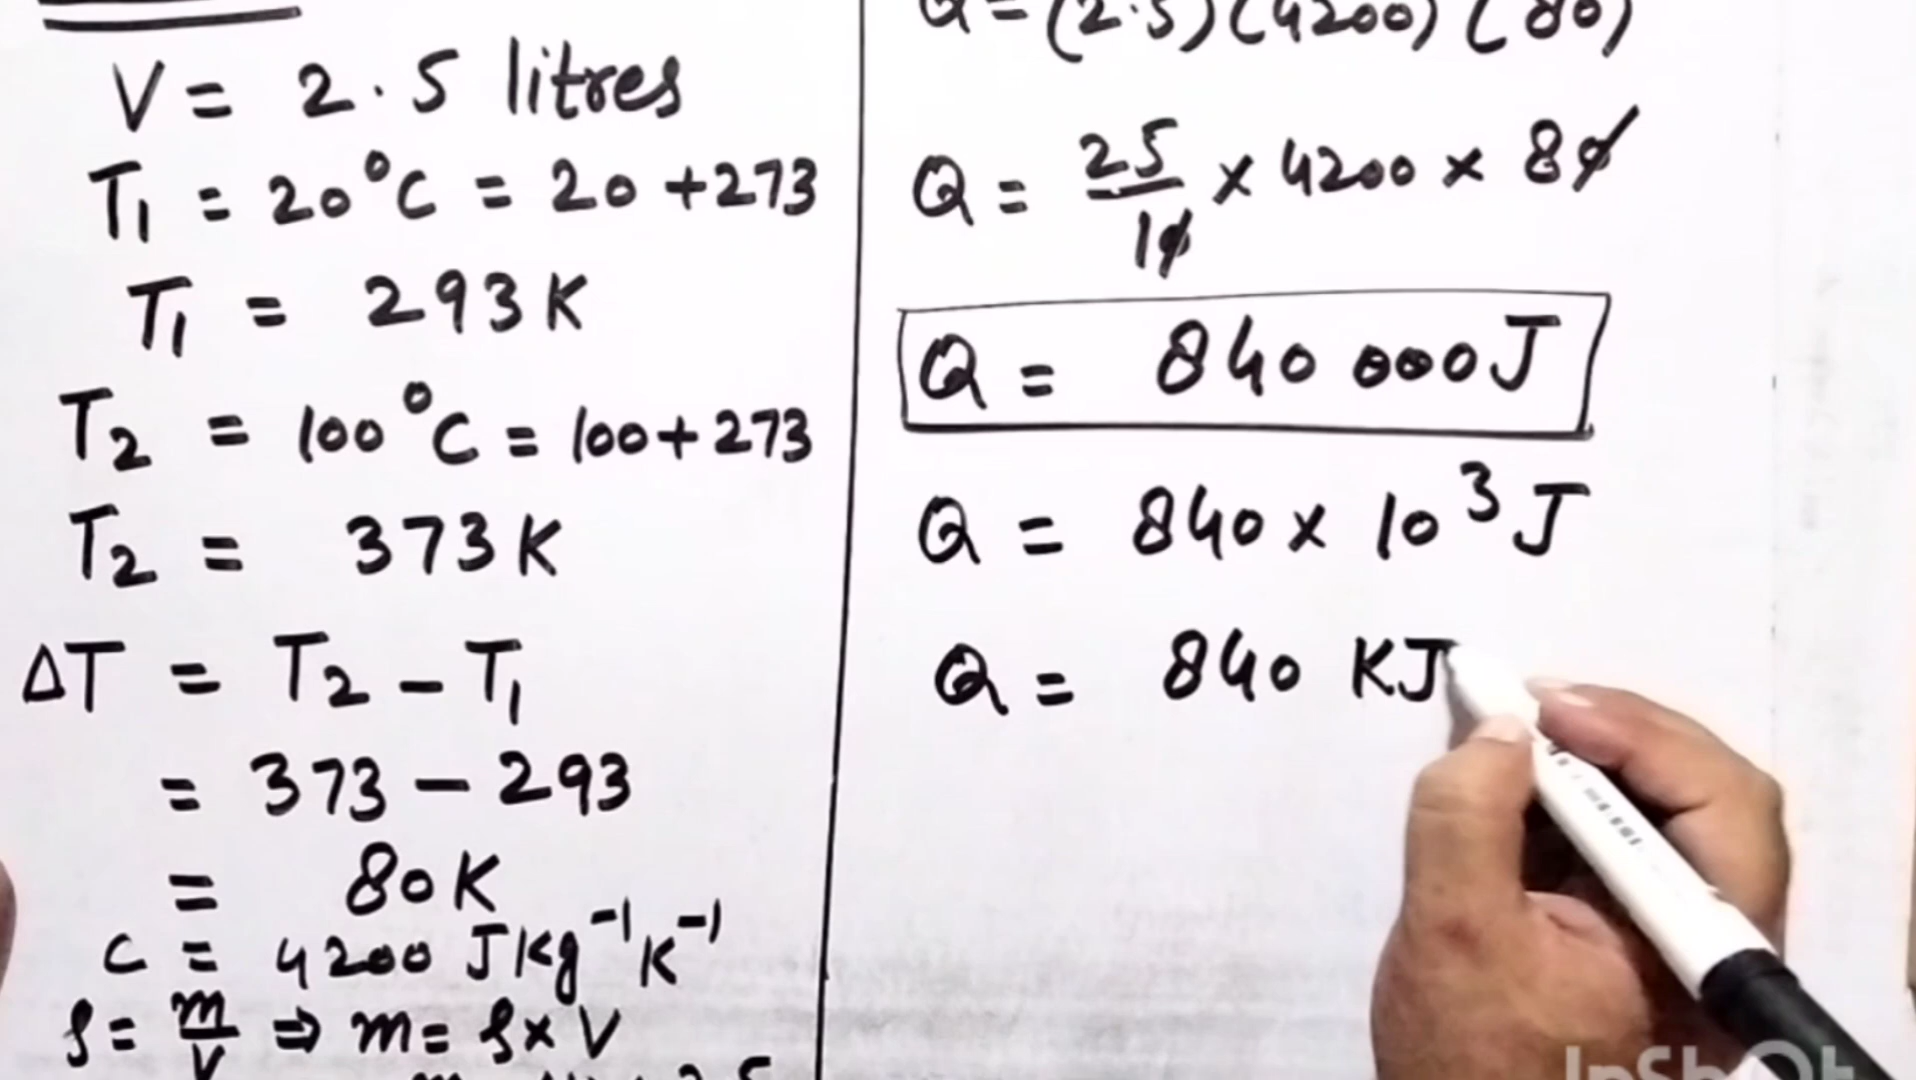 V = 2.5 litres
T₁ = 20°C = 20 + 273
T₁ = 293 K
T₂ = 100°C = 100 + 273
T₂ = 373 K
ΔT = T₂ - T₁
= 373 - 293
= 80 K
c = 4200 J kg⁻¹ K⁻¹
ρ = m/V ⇒ m = ρ × V
Q = (2.5) (4200) (80)
Q = 25/10 × 4200 × 80
Q = 840 000 J
Q = 840 × 10³ J
Q = 840 KJ
InShOt